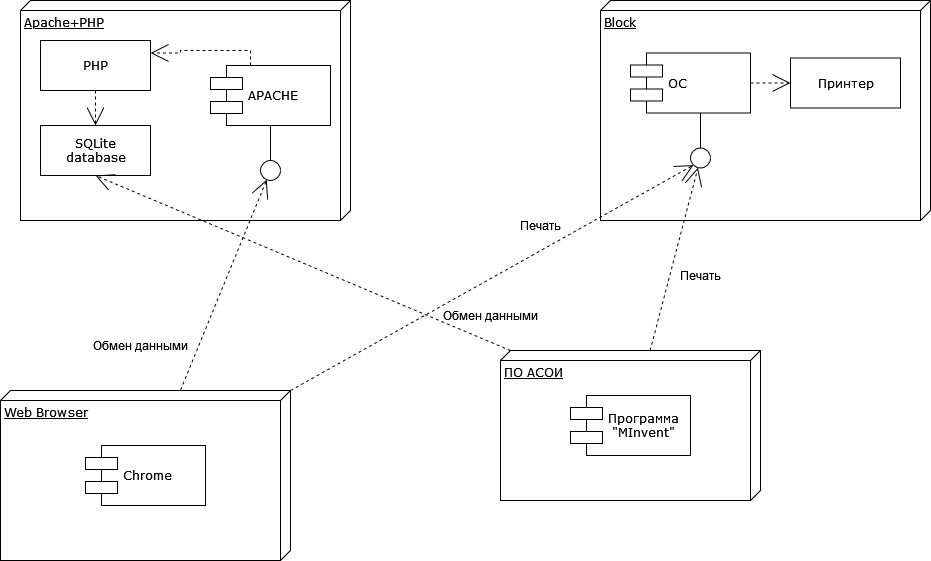 Apache+PHP
PHP
APACHE
SQLite
database
Block
ОС
Принтер
Печать
Печать
Обмен данными
Обмен данными
Web Browser
Chrome
ПО АСОИ
Программа
"MInvent"